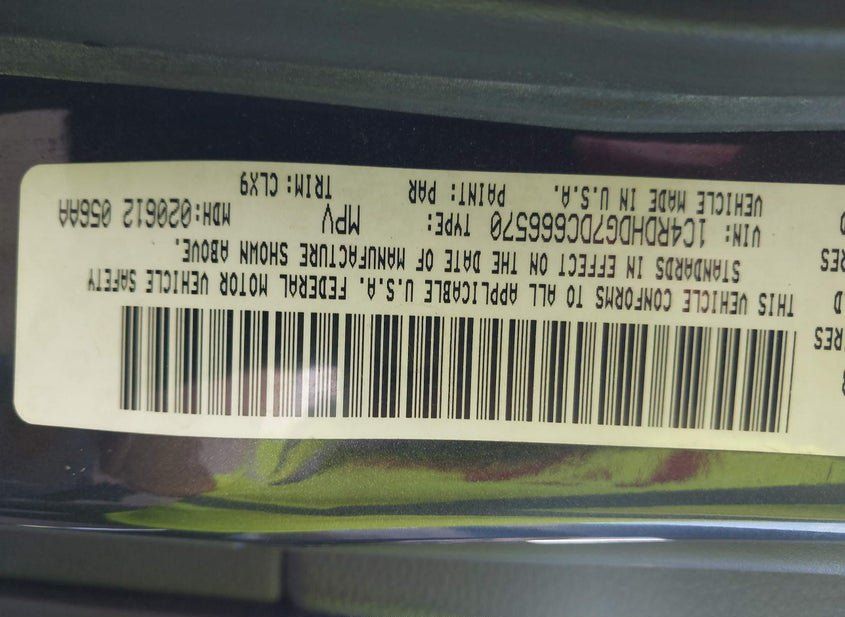 THIS VEHICLE CONFORMS TO ALL APPLICABLE U.S.A. FEDERAL MOTOR VEHICLE SAFETY
STANDARDS IN EFFECT ON THE DATE OF MANUFACTURE SHOWN ABOVE.
VIN: 1C4RDHDG7DC666570 TYPE: MPV MDH:020612 056AA
VEHICLE MADE IN U.S.A. PAINT: PAR TRIM: CLX9